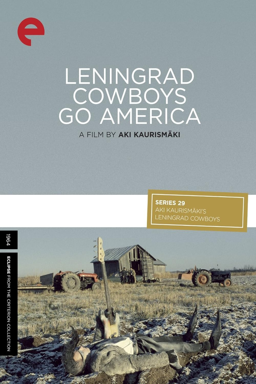 e
LENINGRAD
COWBOYS
GO AMERICA
A FILM BY AKI KAURISMÄKI
SERIES 29
AKI KAURISMÄKI'S
LENINGRAD COWBOYS
1964
ECLIPSE FROM THE CRITERION COLLECTION